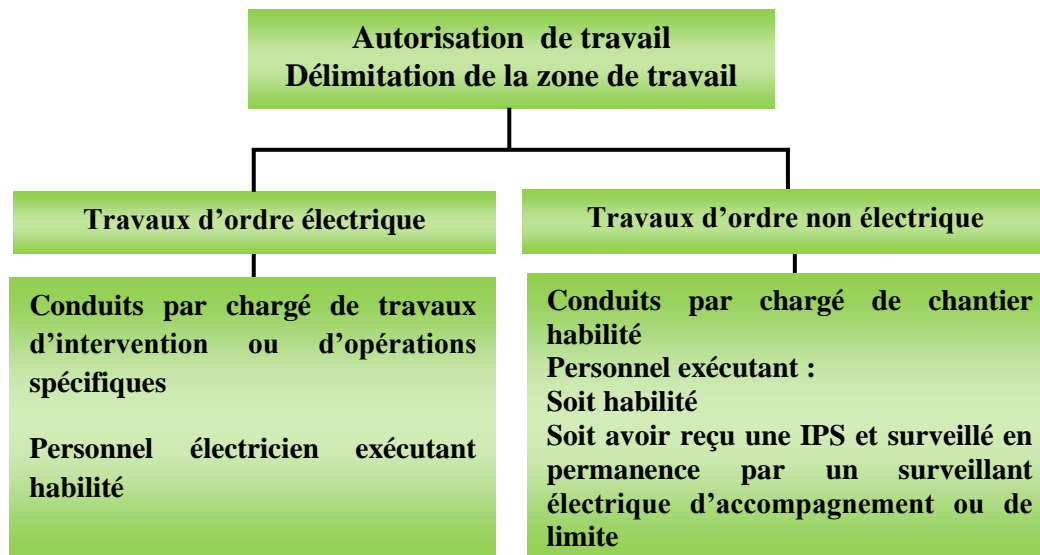 Autorisation de travail
Délimitation de la zone de travail
Travaux d’ordre électrique
Travaux d’ordre non électrique
Conduits par chargé de travaux
d’intervention ou d’opérations
spécifiques
Personnel électricien exécutant
habilité
Conduits par chargé de chantier
habilité
Personnel exécutant :
Soit habilité
Soit avoir reçu une IPS et surveillé en
permanence par un surveillant
électrique d’accompagnement ou de
limite